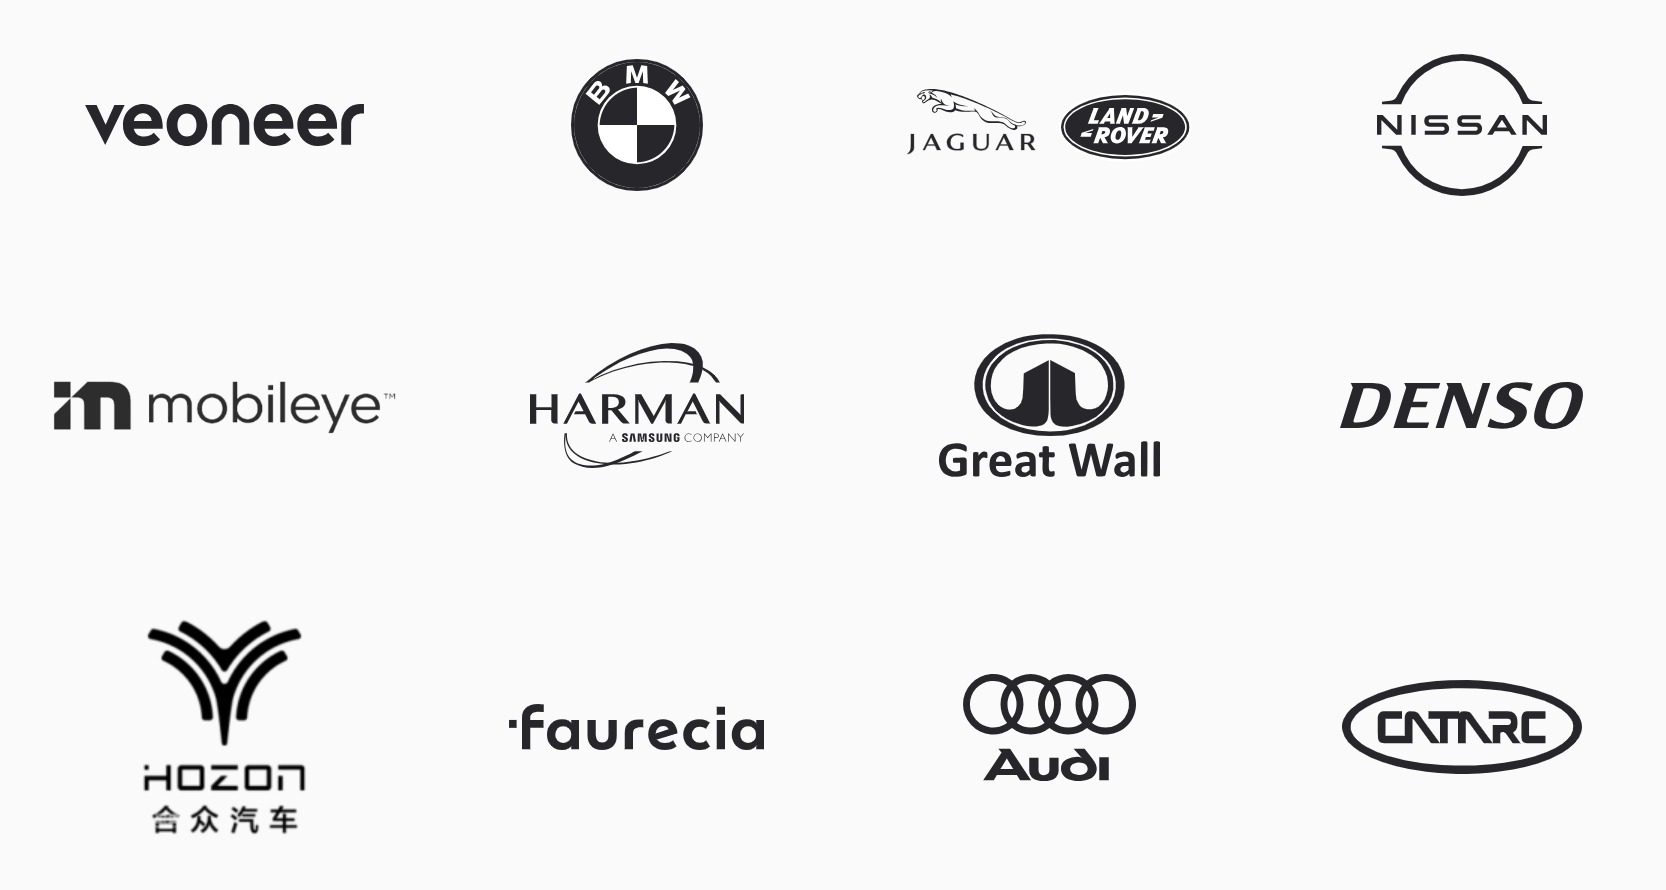 veoneer
BMW
JAGUAR
LAND
ROVER
NISSAN
mobileye™
HARMAN
A SAMSUNG COMPANY
Great Wall
DENSO
HOZON
合众汽车
faurecia
Audi
CATARC